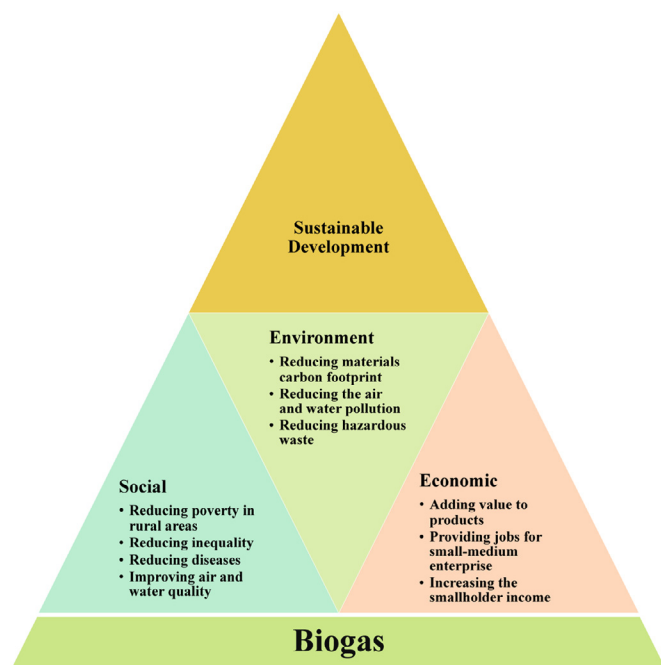 Sustainable
Development
Environment
• Reducing materials
carbon footprint
• Reducing the air
and water pollution
• Reducing hazardous
waste
Social
• Reducing poverty in
rural areas
• Reducing inequality
• Reducing diseases
• Improving air and
water quality
Economic
• Adding value to
products
• Providing jobs for
small-medium
enterprise
• Increasing the
smallholder income
Biogas